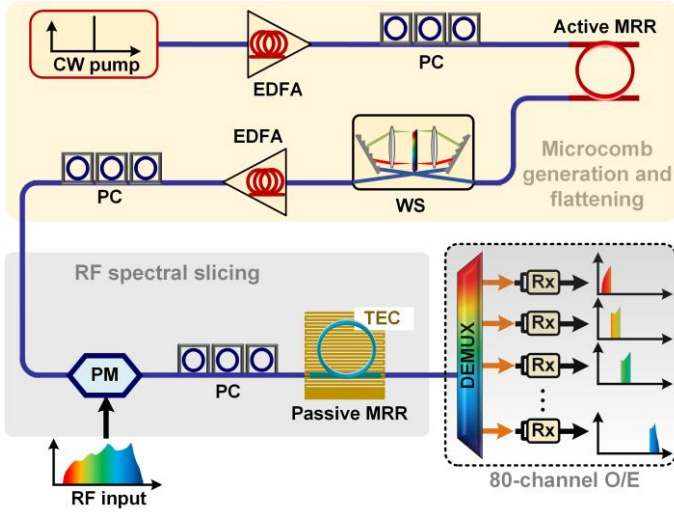 CW pump
EDFA
PC
Active MRR
PC
EDFA
WS
Microcomb
generation and
flattening
RF spectral slicing
PM
PC
TEC
Passive MRR
RF input
DEMUX
Rx
Rx
Rx
Rx
80-channel O/E